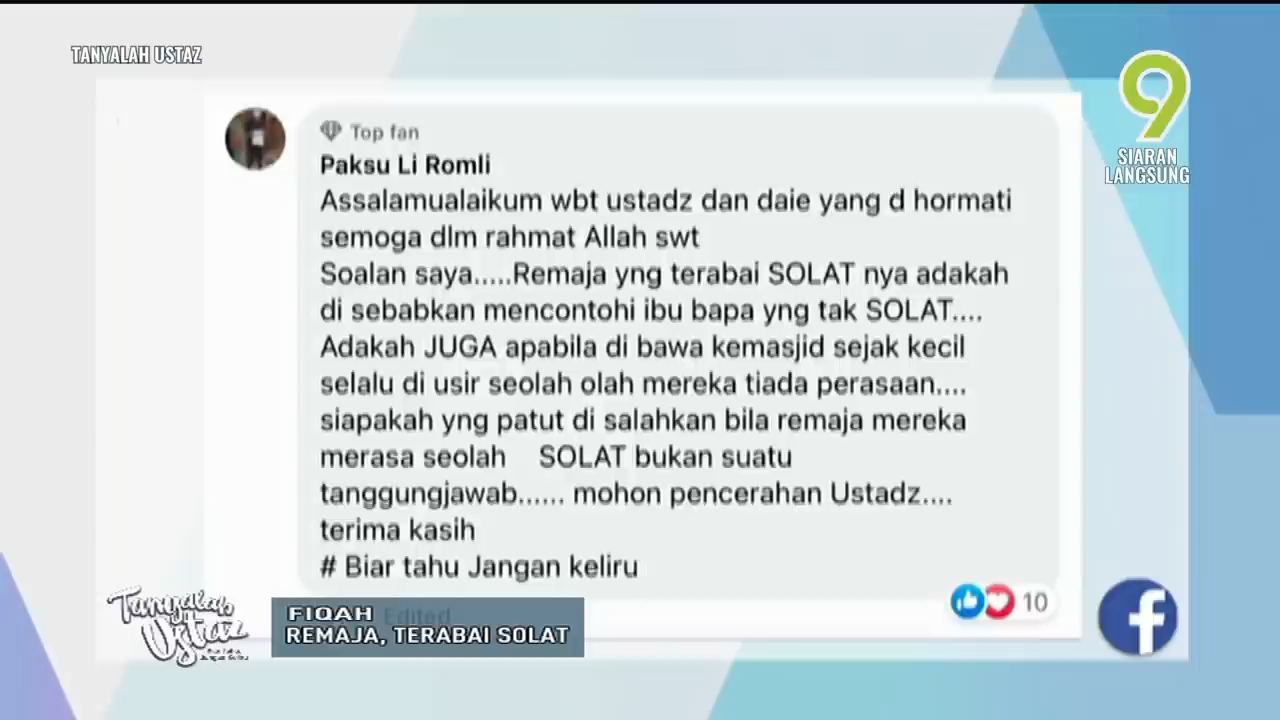 TANYALAH USTAZ
9
SIARAN
LANGSUNG
Top fan
Paksu Li Romli
Assalamualaikum wbt ustadz dan daie yang d hormati
semoga dlm rahmat Allah swt
Soalan saya.....Remaja yng terabai SOLAT nya adakah
di sebabkan mencontohi ibu bapa yng tak SOLAT....
Adakah JUGA apabila di bawa kemasjid sejak kecil
selalu di usir seolah olah mereka tiada perasaan....
siapakah yng patut di salahkan bila remaja mereka
merasa seolah SOLAT bukan suatu
tanggungjawab...... mohon pencerahan Ustadz....
terima kasih
# Biar tahu Jangan keliru
Edited
10
Tanyalah
Ustaz
FIQAH
REMAJA, TERABAI SOLAT
f